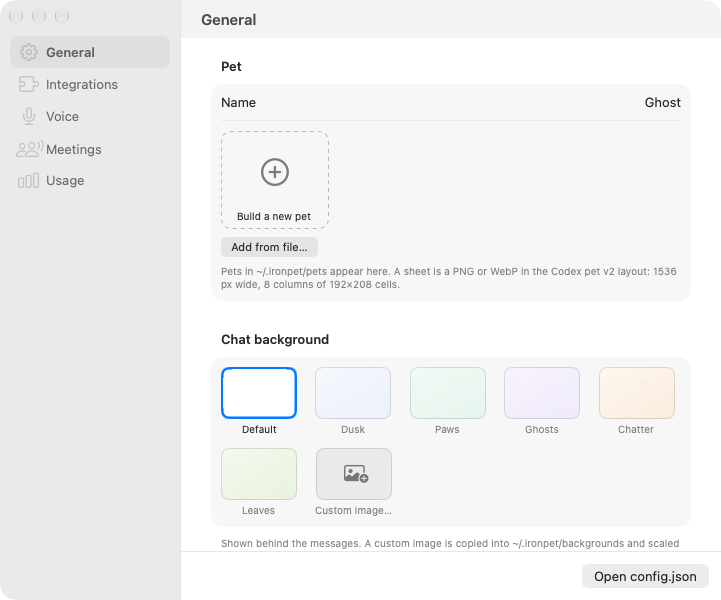 General
General
Integrations
Voice
Meetings
Usage
Pet
Name
Ghost
Build a new pet
Add from file...
Pets in ~/.ironpet/pets appear here. A sheet is a PNG or WebP in the Codex pet v2 layout: 1536
px wide, 8 columns of 192×208 cells.
Chat background
Default
Dusk
Paws
Ghosts
Chatter
Leaves
Custom image...
Shown behind the messages. A custom image is copied into ~/.ironpet/backgrounds and scaled
Open config.json